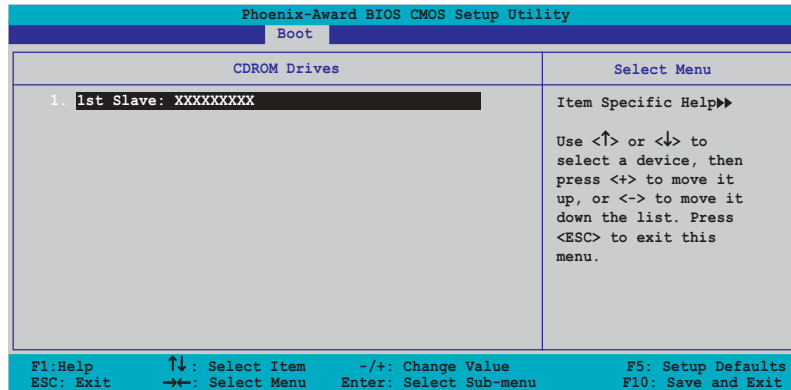 Phoenix-Award BIOS CMOS Setup Utility
Boot
CDROM Drives
Select Menu
1. 1st Slave: XXXXXXXXX
Item Specific Help▶▶
Use <↑> or <↓> to
select a device, then
press <+> to move it
up, or <-> to move it
down the list. Press
<ESC> to exit this
menu.
F1:Help ↑↓: Select Item -/+: Change Value F5: Setup Defaults
ESC: Exit →←: Select Menu Enter: Select Sub-menu F10: Save and Exit